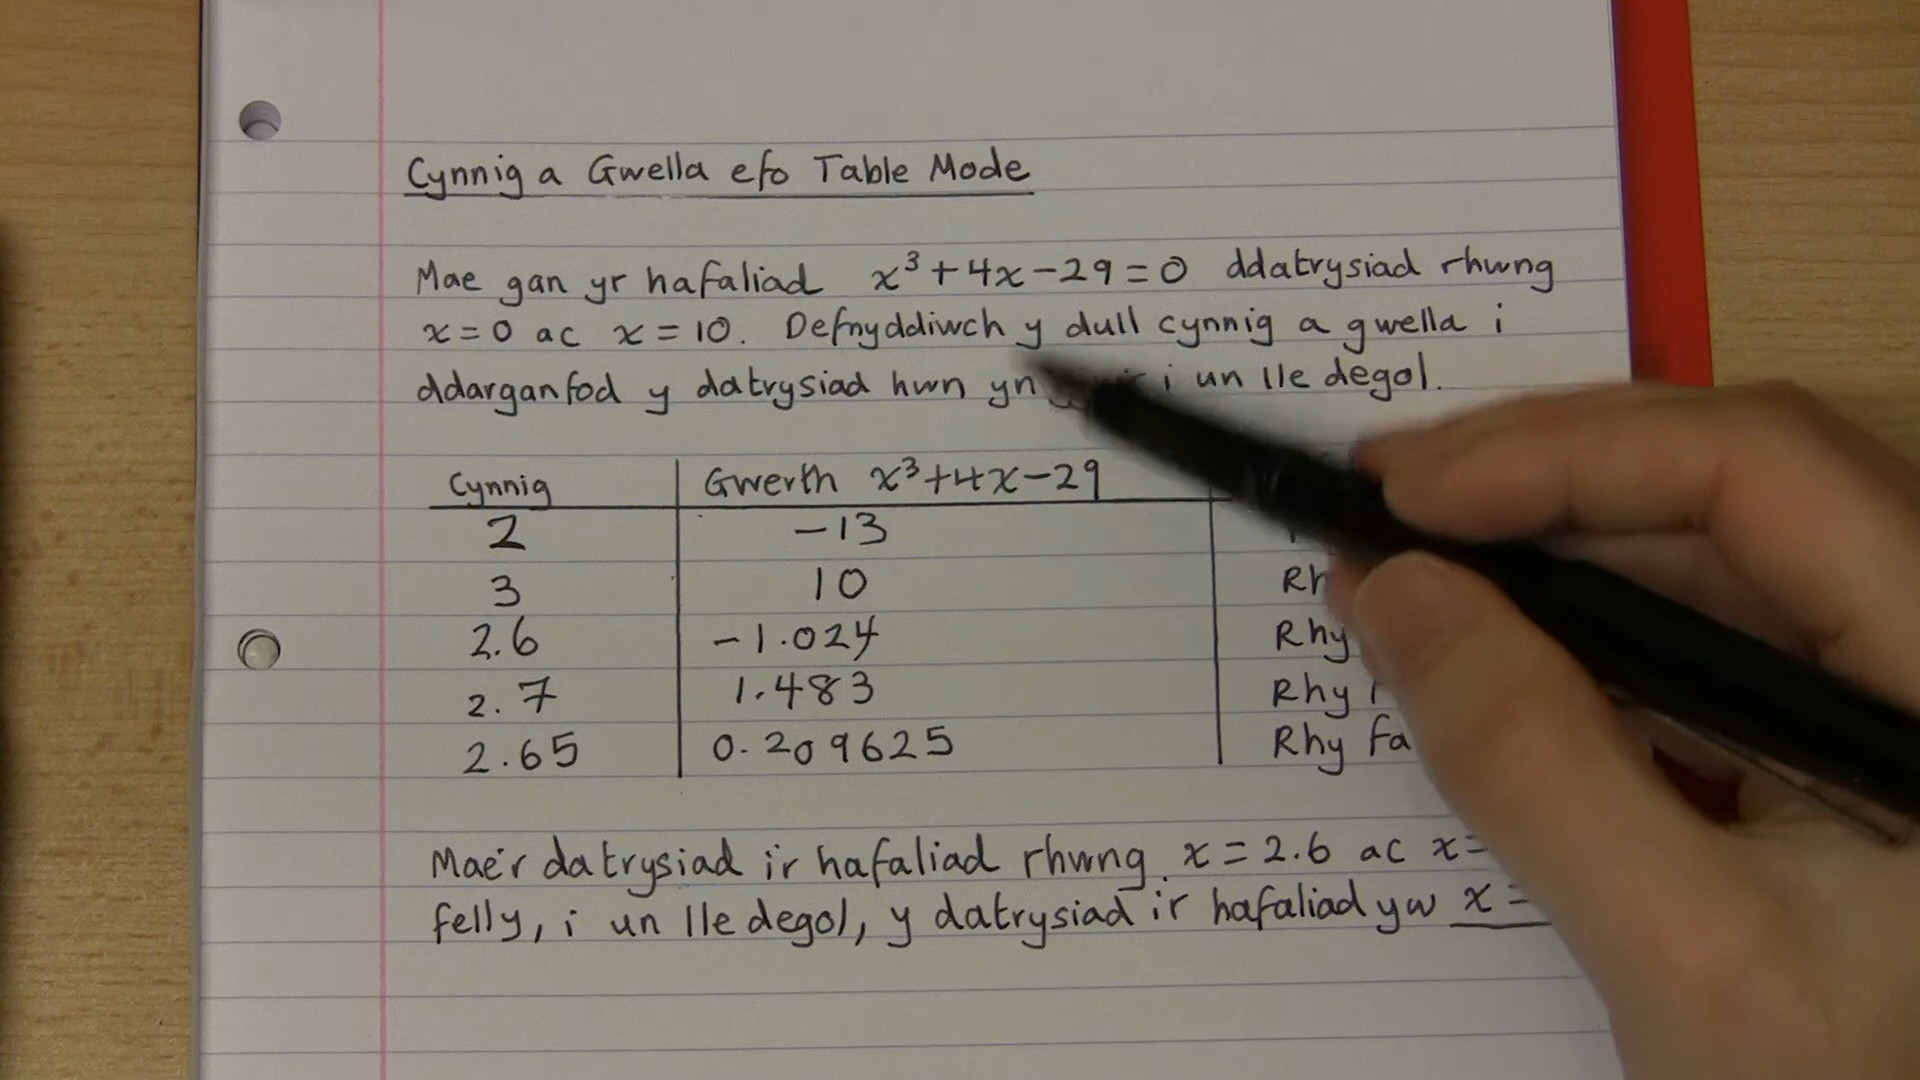 Cynnig a Gwella efo Table Mode
Mae gan yr hafaliad x³+4x-29=0 ddatrysiad rhwng
x=0 ac x=10. Defnyddiwch y dull cynnig a gwella i
ddarganfod y datrysiad hwn yn i un lle degol.
Cynnig Gwerth x³+4x-29
2 -13
3 10
2.6 -1.024 Rhy
2.7 1.483 Rhy
2.65 0.209625 Rhy
Mae'r datrysiad i'r hafaliad rhwng x=2.6 ac x=
felly, i un lle degol, y datrysiad i'r hafaliad yw x=